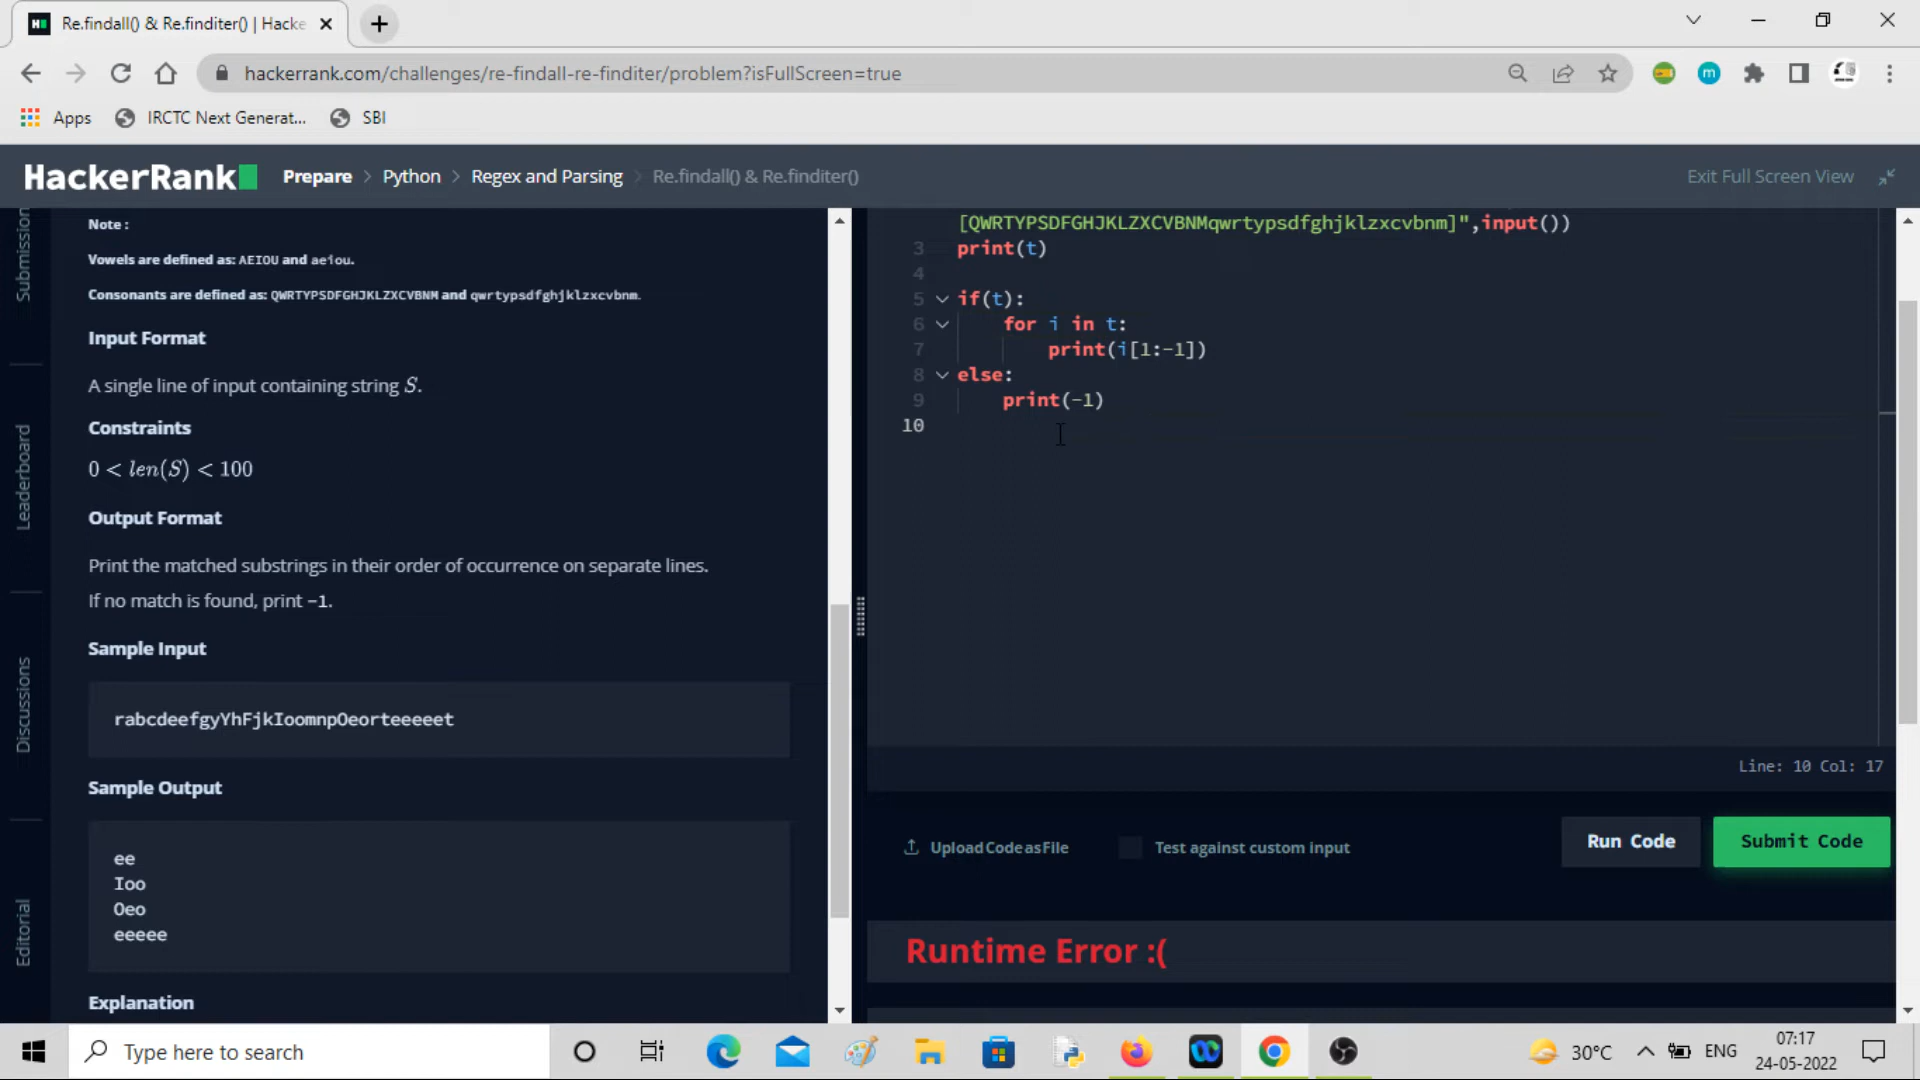 Re.findall() & Re.finditer() | Hacke
hackerrank.com/challenges/re-findall-re-finditer/problem?isFullScreen=true
Apps
IRCTC Next Generat...
SBI
HackerRank
Prepare > Python > Regex and Parsing > Re.findall() & Re.finditer()
Exit Full Screen View
Submission
Leaderboard
Discussions
Editorial
Note :
Vowels are defined as: AEIOU and aeiou.
Consonants are defined as: QWRTYPSDFGHJKLZXCVBNM and qwrtypsdfghjklzxcvbnm.
Input Format
A single line of input containing string S.
Constraints
0 < len(S) < 100
Output Format
Print the matched substrings in their order of occurrence on separate lines.
If no match is found, print -1.
Sample Input
rabcdeefgyYhFjkIoomnpOeorteeeeet
Sample Output
ee
Ioo
Oeo
eeeee
Explanation
[QWRTYPSDFGHJKLZXCVBNMqwrtypsdfghjklzxcvbnm]",input())
3 print(t)
4
5 if(t):
6 for i in t:
7 print(i[1:-1])
8 else:
9 print(-1)
10
Line: 10 Col: 17
Upload Code as File
Test against custom input
Run Code
Submit Code
Runtime Error :(
Type here to search
30°C
ENG
07:17
24-05-2022